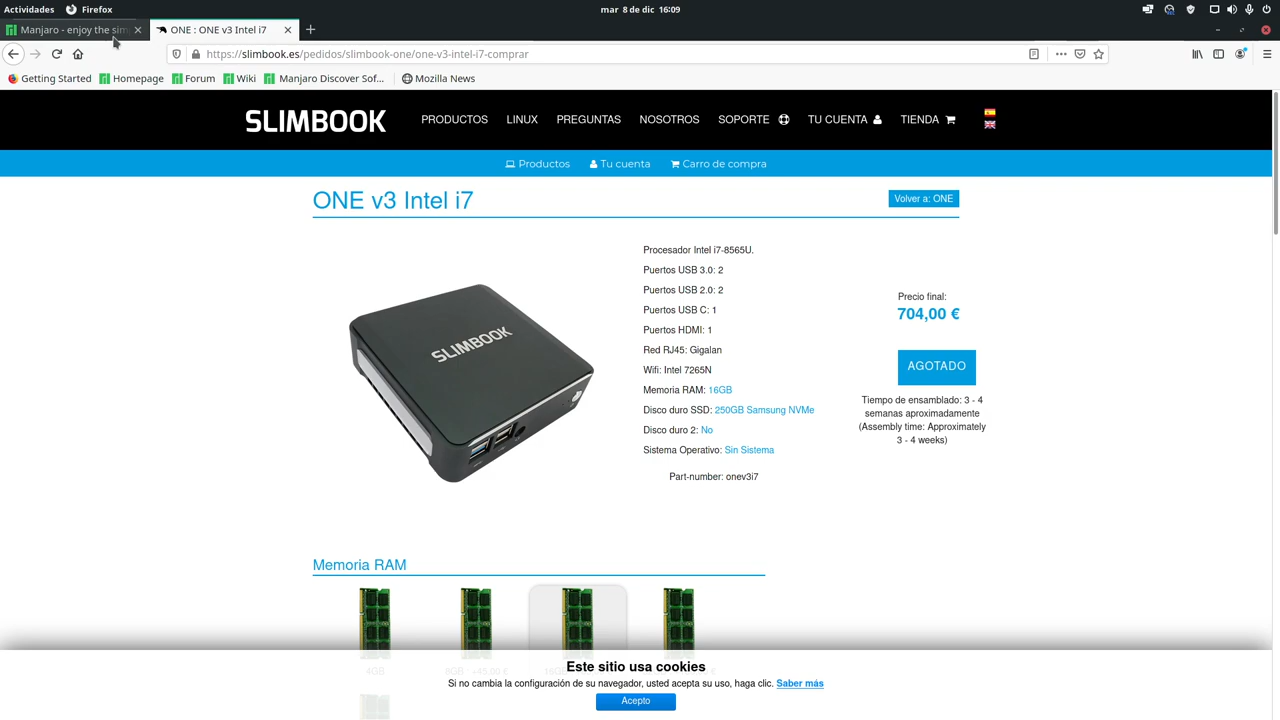 Actividades Firefox mar 8 de dic 16:09
Manjaro - enjoy the sim
ONE : ONE v3 Intel i7
https://slimbook.es/pedidos/slimbook-one/one-v3-intel-i7-comprar
Getting Started Homepage Forum Wiki Manjaro Discover Sof... Mozilla News
SLIMBOOK PRODUCTOS LINUX PREGUNTAS NOSOTROS SOPORTE TU CUENTA TIENDA
Productos Tu cuenta Carro de compra
ONE v3 Intel i7
Volver a: ONE
SLIMBOOK
Procesador Intel i7-8565U.
Puertos USB 3.0: 2
Puertos USB 2.0: 2
Puertos USB C: 1
Puertos HDMI: 1
Red RJ45: Gigalan
Wifi: Intel 7265N
Memoria RAM: 16GB
Disco duro SSD: 250GB Samsung NVMe
Disco duro 2: No
Sistema Operativo: Sin Sistema
Part-number: onev3i7
Precio final:
704,00 €
AGOTADO
Tiempo de ensamblado: 3 - 4
semanas aproximadamente
(Assembly time: Approximately
3 - 4 weeks)
Memoria RAM
4GB
Este sitio usa cookies
Si no cambia la configuración de su navegador, usted acepta su uso, haga clic. Saber más
Acepto